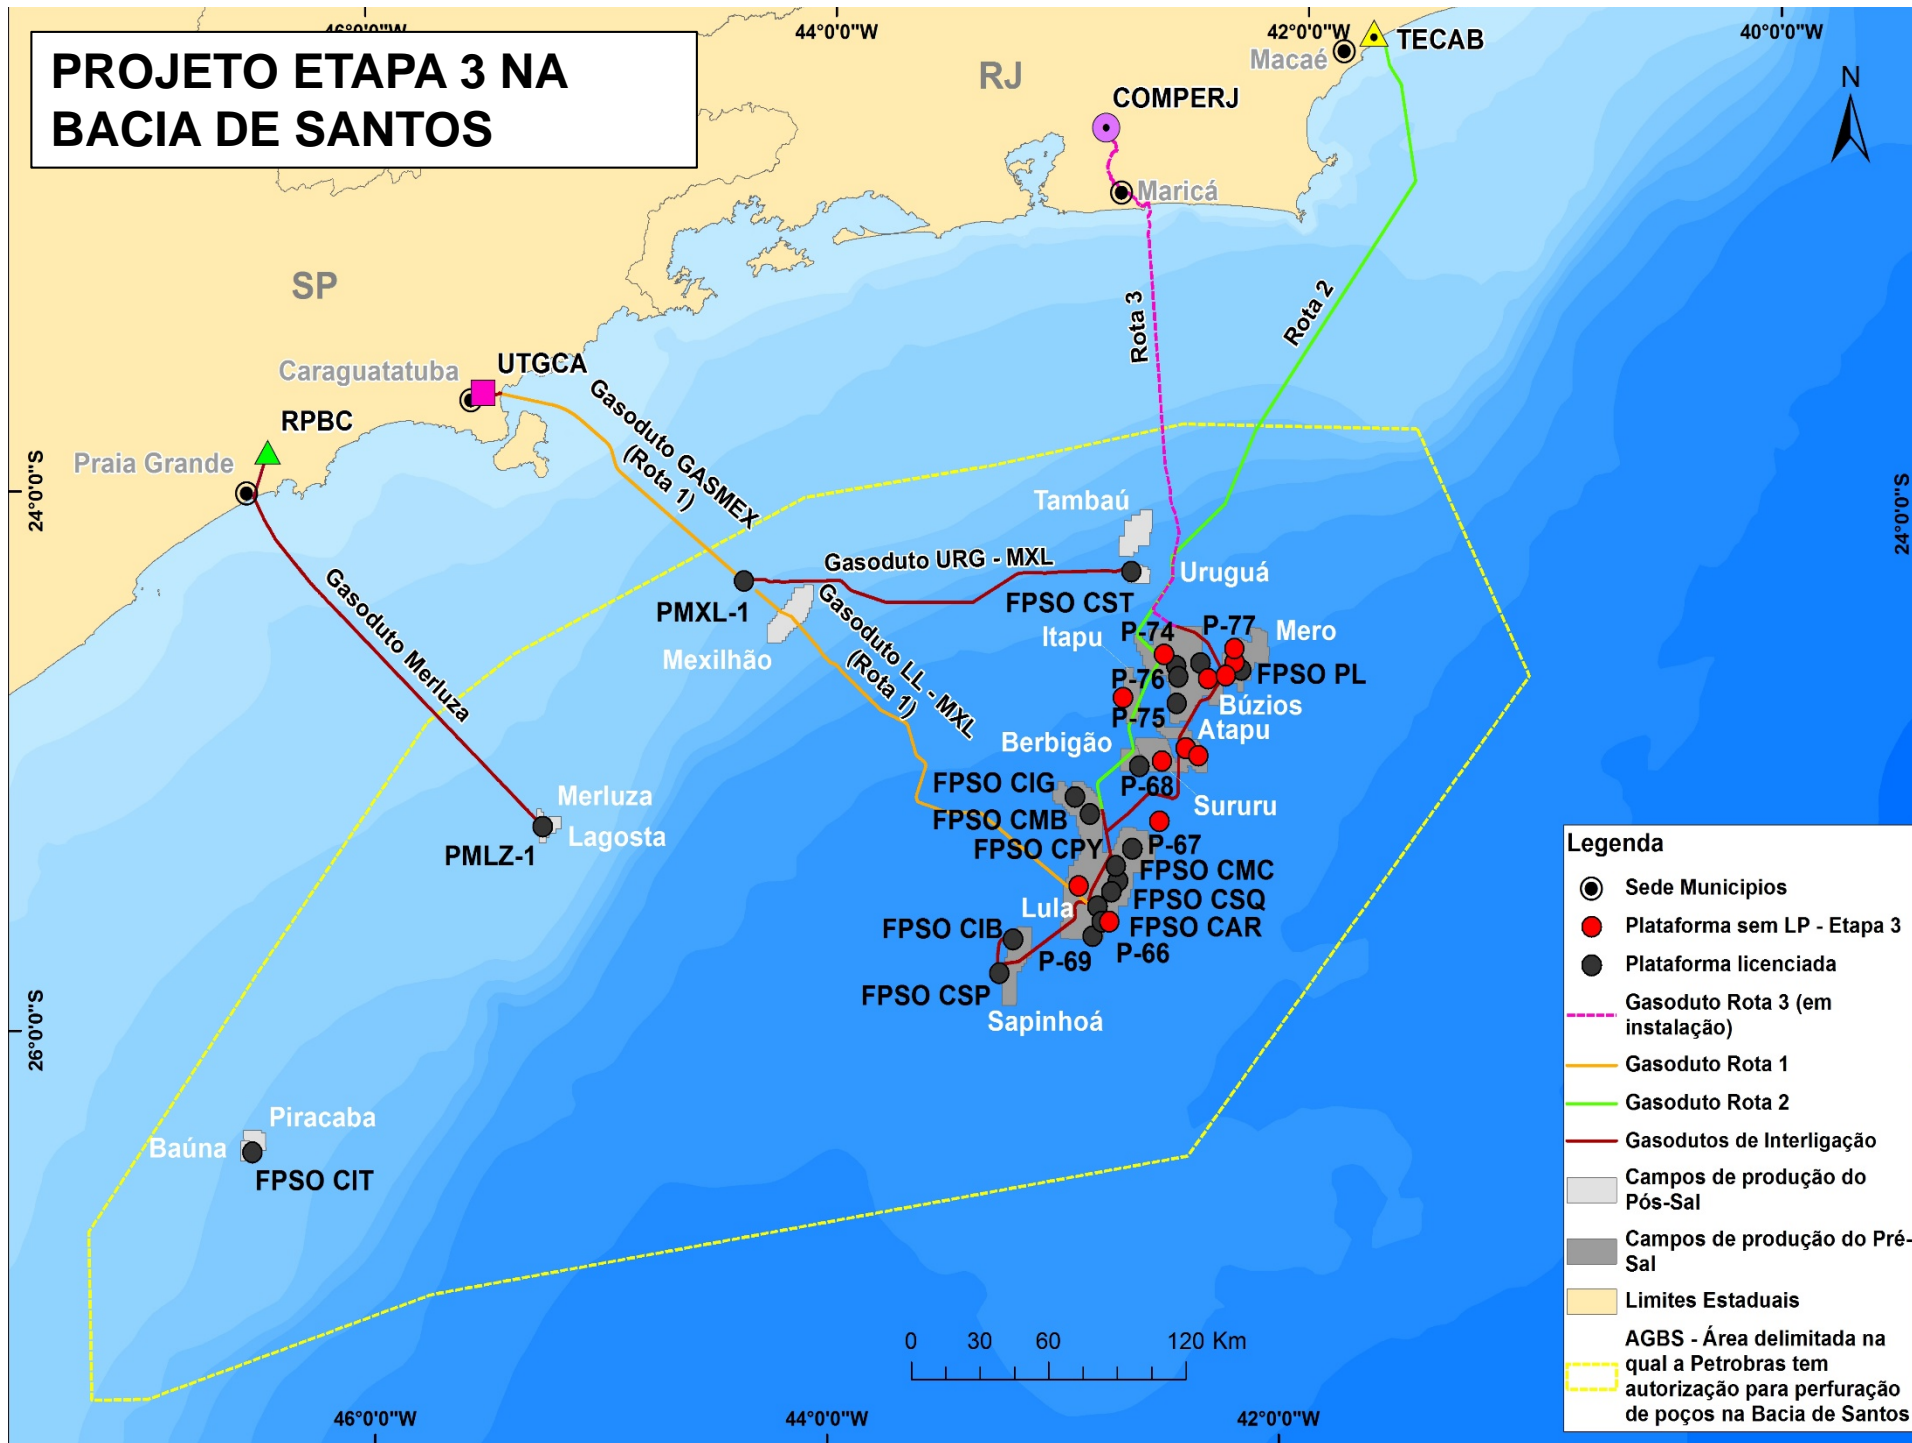 46°0'0"W
44°0'0"W
42°0'0"W
40°0'0"W
PROJETO ETAPA 3 NA
BACIA DE SANTOS
TECAB
Macaé
RJ
COMPERJ
N
Maricá
SP
Rota 3
Rota 2
Caraguatatuba
UTGCA
RPBC
Praia Grande
Gasoduto GASMEX
(Rota 1)
24°0'0"S
24°0'0"S
Tambaú
Gasoduto URG - MXL
Uruguá
FPSO CST
PMXL-1
Mexilhão
Gasoduto LL - MXL
(Rota 1)
Gasoduto Merluza
Itapu
P-74
P-77
Mero
FPSO PL
P-76
Búzios
P-75
Atapu
Berbigão
P-68
Sururu
FPSO CIG
FPSO CMB
FPSO CPY
P-67
FPSO CMC
FPSO CSQ
Lula
FPSO CAR
FPSO CIB
P-69
P-66
FPSO CSP
Sapinhoá
Merluza
Lagosta
PMLZ-1
26°0'0"S
Piracaba
Baúna
FPSO CIT
Legenda
Sede Municipios
Plataforma sem LP - Etapa 3
Plataforma licenciada
Gasoduto Rota 3 (em
instalação)
Gasoduto Rota 1
Gasoduto Rota 2
Gasodutos de Interligação
Campos de produção do
Pós-Sal
Campos de produção do Pré-
Sal
Limites Estaduais
AGBS - Área delimitada na
qual a Petrobras tem
autorização para perfuração
de poços na Bacia de Santos
0 30 60 120 Km
46°0'0"W
44°0'0"W
42°0'0"W